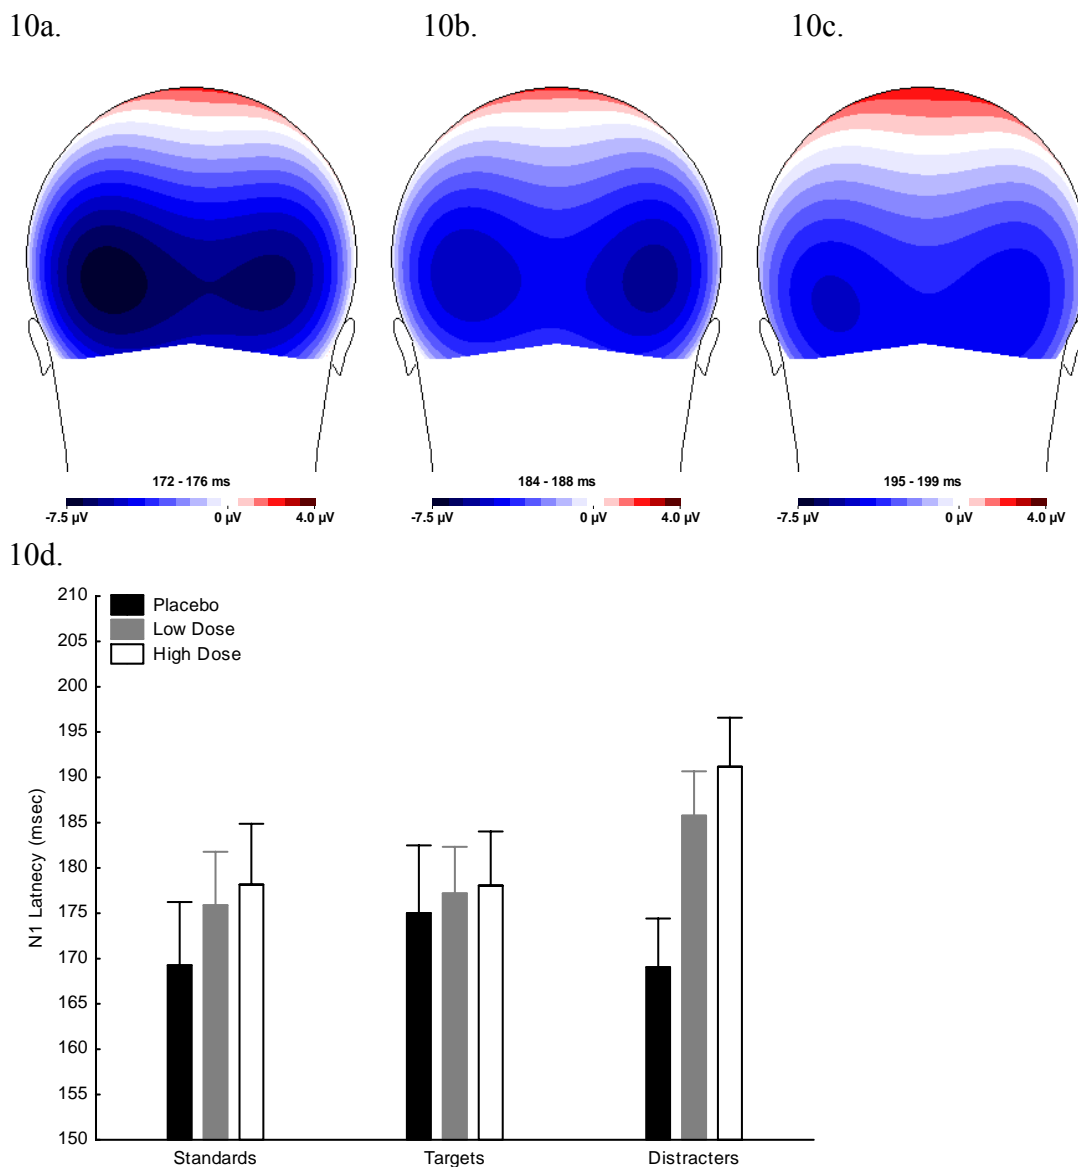 10a. 10b. 10c.
172 - 176 ms 184 - 188 ms 195 - 199 ms
-7.5 µV 0 µV 4.0 µV -7.5 µV 0 µV 4.0 µV -7.5 µV 0 µV 4.0 µV
10d.
Placebo
Low Dose
High Dose
N1 Latnecy (msec)
210
205
200
195
190
185
180
175
170
165
160
155
150
Standards Targets Distracters